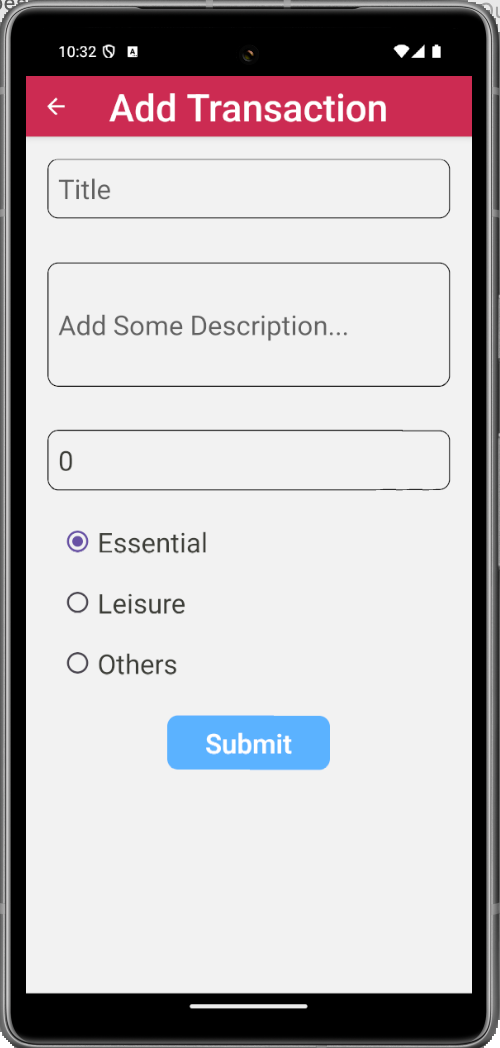 10:32
Add Transaction
Title
Add Some Description...
0
Essential
Leisure
Others
Submit